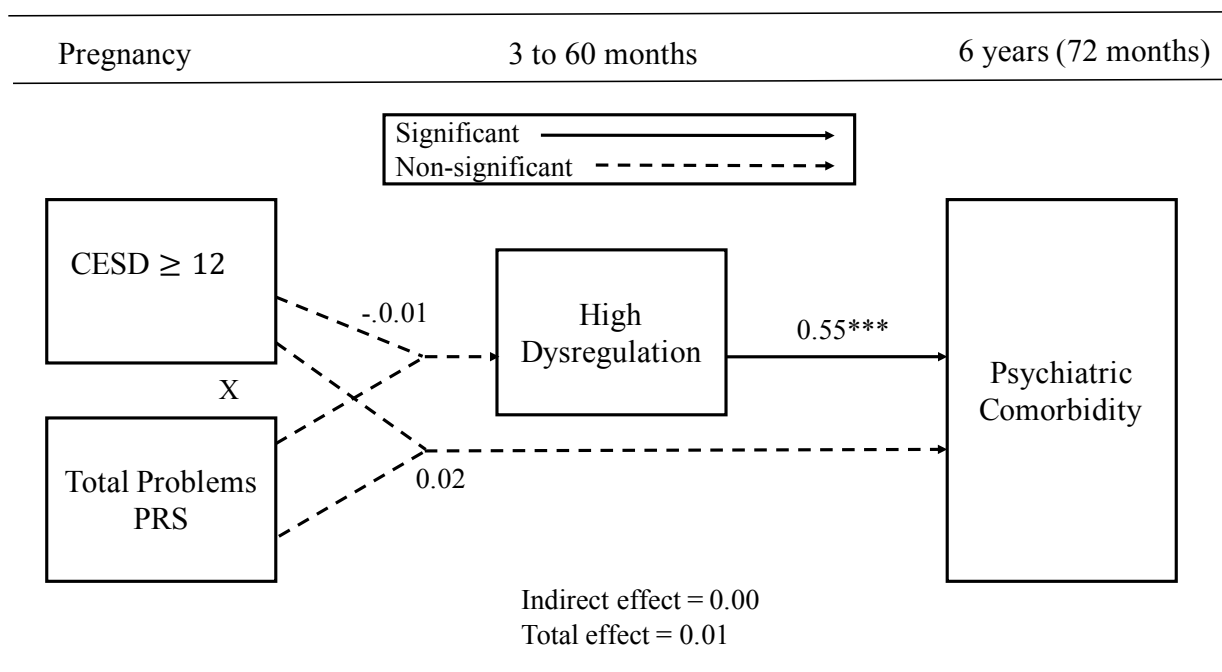 Pregnancy
3 to 60 months
6 years (72 months)
Significant
Non-significant
CESD ≥ 12
-.0.01
High
Dysregulation
0.55***
Psychiatric
Comorbidity
X
Total Problems
PRS
0.02
Indirect effect = 0.00
Total effect = 0.01